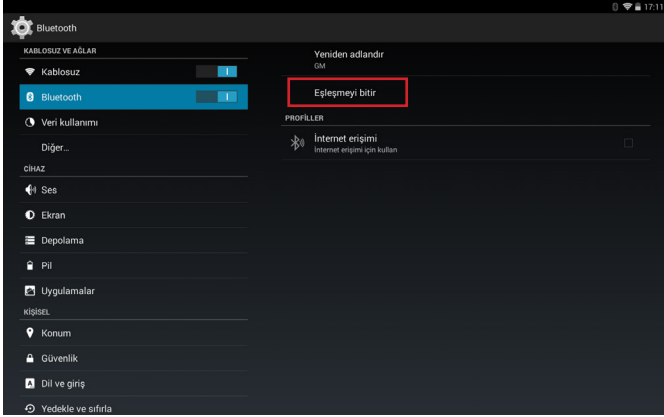 17:11
Bluetooth
KABLOSUZ VE AĞLAR
Kablosuz
Bluetooth
Veri kullanımı
Diğer...
CİHAZ
Ses
Ekran
Depolama
Pil
Uygulamalar
KİŞİSEL
Konum
Güvenlik
Dil ve giriş
Yedekle ve sıfırla
Yeniden adlandır
GM
Eşleşmeyi bitir
PROFİLLER
İnternet erişimi
İnternet erişimi için kullan